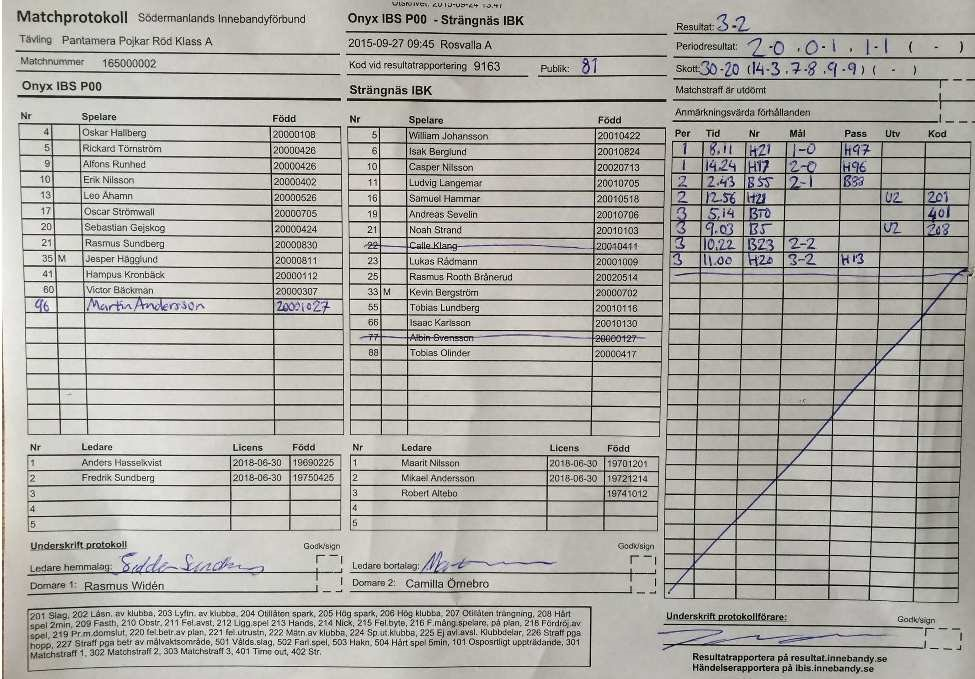 Matchprotokoll Södermanlands Innebandyförbund
Tävling Pantamera Pojkar Röd Klass A
Matchnummer 165000002
Onyx IBS P00
Nr Spelare Född
4 Oskar Hallberg 20000108
5 Rickard Törnström 20000426
9 Alfons Runhed 20000426
10 Erik Nilsson 20000402
13 Leo Åhamn 20000526
17 Oscar Strömwall 20000705
20 Sebastian Gejskog 20000424
21 Rasmus Sundberg 20000830
35 M Jesper Hägglund 20000811
41 Hampus Kronbäck 20000112
60 Victor Bäckman 20000307
96 Martin Andersson 20001027
Nr Ledare Licens Född
1 Anders Hasselkvist 2018-06-30 19690225
2 Fredrik Sundberg 2018-06-30 19750425
3
4
5
Underskrift protokoll Godk/sign
Ledare hemmalag:
Domare 1: Rasmus Widén
Onyx IBS P00 - Strängnäs IBK
2015-09-27 09:45 Rosvalla A
Kod vid resultatrapportering 9163 Publik: 81
Strängnäs IBK
Nr Spelare Född
5 William Johansson 20010422
6 Isak Berglund 20010824
10 Casper Nilsson 20020713
11 Ludvig Langemar 20010705
16 Samuel Hammar 20010518
19 Andreas Sevelin 20010706
21 Noah Strand 20010103
22 Calle Klang 20010411
23 Lukas Rådmann 20001009
25 Rasmus Rooth Brånerud 20020514
33 M Kevin Bergström 20000702
55 Tobias Lundberg 20010116
66 Isaac Karlsson 20010130
77 Albin Svensson 20000127
88 Tobias Olinder 20000417
Nr Ledare Licens Född
1 Maarit Nilsson 2018-06-30 19701201
2 Mikael Andersson 2018-06-30 19721214
3 Robert Altebo 19741012
4
5
Godk/sign
Ledare bortalag:
Domare 2: Camilla Örnebro
Resultat: 3-2
Periodresultat: 2-0, 0-1, 1-1 ( - )
Skott: 30-20 (14-3, 7-8, 9-9) ( - )
Matchstraff är utdömt
Anmärkningsvärda förhållanden
Per Tid Nr Mål Pass Utv Kod
1 8.11 H21 1-0 H97
1 14.24 H17 2-0 H96
2 2.43 B55 2-1 B88
2 12.56 H21 U2 201
3 5.14 401
3 9.03 B5 U2 208
3 10.22 B23 2-2
3 11.00 H20 3-2 H13
201 Slag, 202 Låsn. av klubba, 203 Lyfln. av klubba, 204 Otillåten spark, 205 Hög spark, 206 Hög klubba, 207 Otillåten trängning, 208 Hårt
spel 2min, 209 Fasth, 210 Obstr, 211 Fel.avst, 212 Ligg.spel 213 Hands, 214 Nick, 215 Fel.byte, 216 F.mång.spelare, på plan, 218 Fördröj.av
spel, 219 Pr.m.domslut, 220 fel.betr.av plan, 221 fel.utrustn, 222 Mätn.av klubba, 224 Sp.ut.klubba, 225 Ej avl.avsl. Klubbdelar, 226 Straff pga
hopp, 227 Straff pga betr av målvaktsområde, 501 Vålds.slag, 502 Farl.spel, 503 Hakn, 504 Hårt spel 5min, 101 Osportligt uppträdande, 301
Matchstraff 1, 302 Matchstraff 2, 303 Matchstraff 3, 401 Time out, 402 Str.
Underskrift protokollförare: Godk/sign
Resultatrapportera på resultat.innebandy.se
Händelserapportera på ibis.innebandy.se